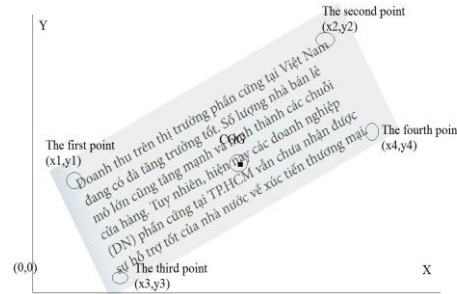 Y
The second point
(x2,y2)
The first point
(x1,y1)
Doanh thu trên thị trường phần cứng tại Việt Nam
đang có đà tăng trưởng tốt. Số lượng nhà bán lẻ
mô lớn cũng tăng mạnh và hình thành các chuỗi
cửa hàng. Tuy nhiên, hiện nay các doanh nghiệp
(DN) phần cứng tại TP.HCM vẫn chưa nhận được
sự hỗ trợ tốt của nhà nước về xúc tiến thương mại.
COG
The fourth point
(x4,y4)
(0,0)
The third point
(x3,y3)
X